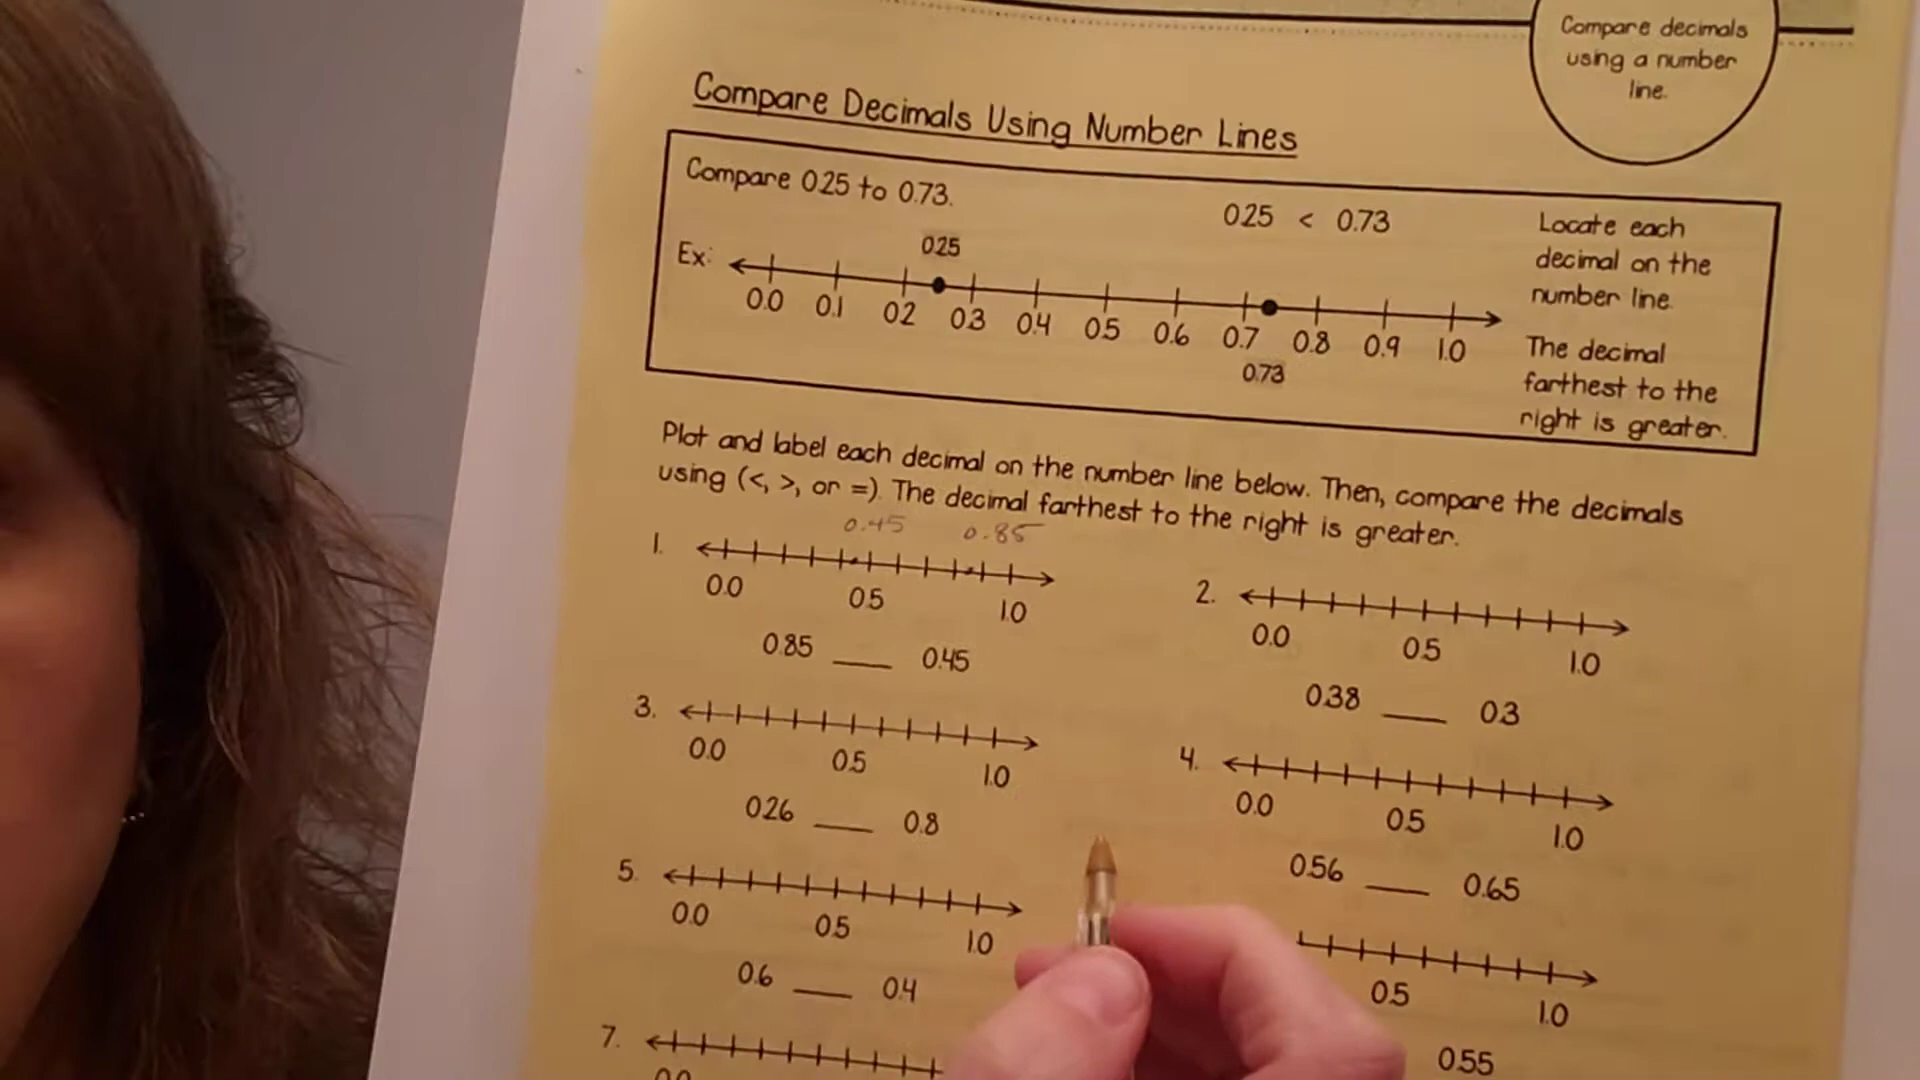 Compare decimals
using a number
line.
Compare Decimals Using Number Lines
Compare 0.25 to 0.73.
0.25 < 0.73
Locate each
decimal on the
number line.
The decimal
farthest to the
right is greater.
0.25
Ex:
0.0 0.1 0.2 0.3 0.4 0.5 0.6 0.7 0.8 0.9 1.0
0.73
Plot and label each decimal on the number line below. Then, compare the decimals
using (<, >, or =). The decimal farthest to the right is greater.
0.45 0.85
1.
0.0 0.5 1.0
0.85 ___ 0.45
2.
0.0 0.5 1.0
0.38 ___ 0.3
3.
0.0 0.5 1.0
0.26 ___ 0.8
4.
0.0 0.5 1.0
0.56 ___ 0.65
5.
0.0 0.5 1.0
0.6 ___ 0.4
0.5 1.0
0.55
7.